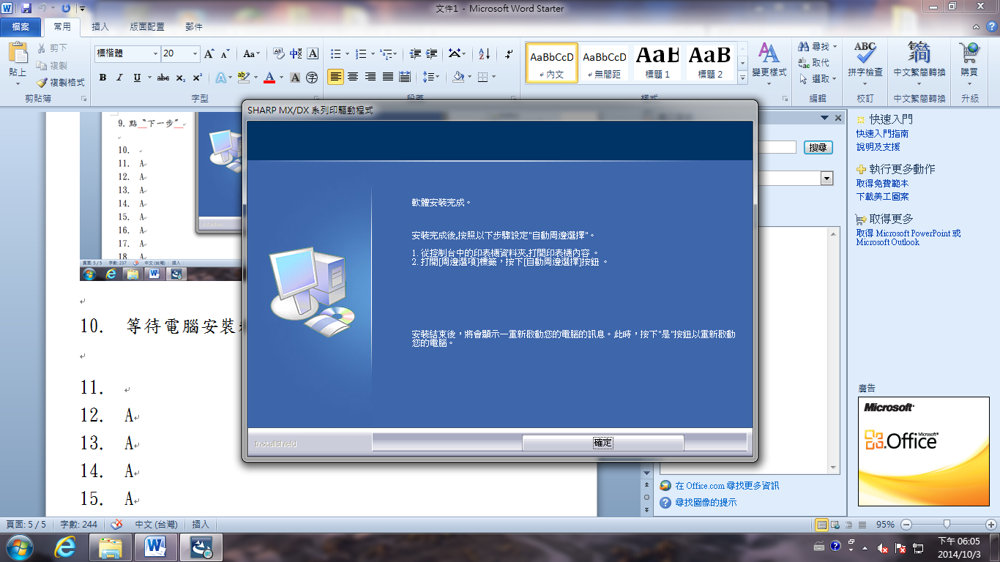 文件1 - Microsoft Word Starter
檔案 常用 插入 版面配置 郵件
貼上 剪下 複製 複製格式
剪貼簿
標楷體 20
字型
段落
AaBbCcD AaBbCcD AaB AaB
內文 無間距 標題 1 標題 2
變更樣式
樣式
尋找
取代
選取
編輯
ABC
拼字檢查
校訂
中文繁簡轉換
中文繁簡轉換
購買
升級
9. 點 "下一步"
10.
11. A
12. A
13. A
14. A
15. A
16. A
17. A
18 A
頁面: 5/5 字數: 237 中文 (台灣) 插入
10. 等待電腦安裝
11.
12. A
13. A
14. A
15. A
SHARP MX/DX 系列印驅動程式
軟體安裝完成。
安裝完成後,按照以下步驟設定"自動周邊選擇"。
1. 從控制台中的印表機資料夾,打開印表機內容 。
2. 打開[周邊選項]標籤，按下[自動周邊選擇]按鈕 。
安裝結束後，將會顯示一重新啟動您的電腦的訊息。此時，按下"是"按鈕以重新啟動
您的電腦。
InstallShield
確定
搜尋
在 Office.com 尋找更多資訊
尋找圖像的提示
快速入門
快速入門指南
說明及支援
執行更多動作
取得免費範本
下載美工圖案
取得更多
取得 Microsoft PowerPoint 或
Microsoft Outlook
廣告
Microsoft
Microsoft
Office
頁面: 5 / 5 字數: 244 中文 (台灣) 插入 95%
下午 06:05
2014/10/3